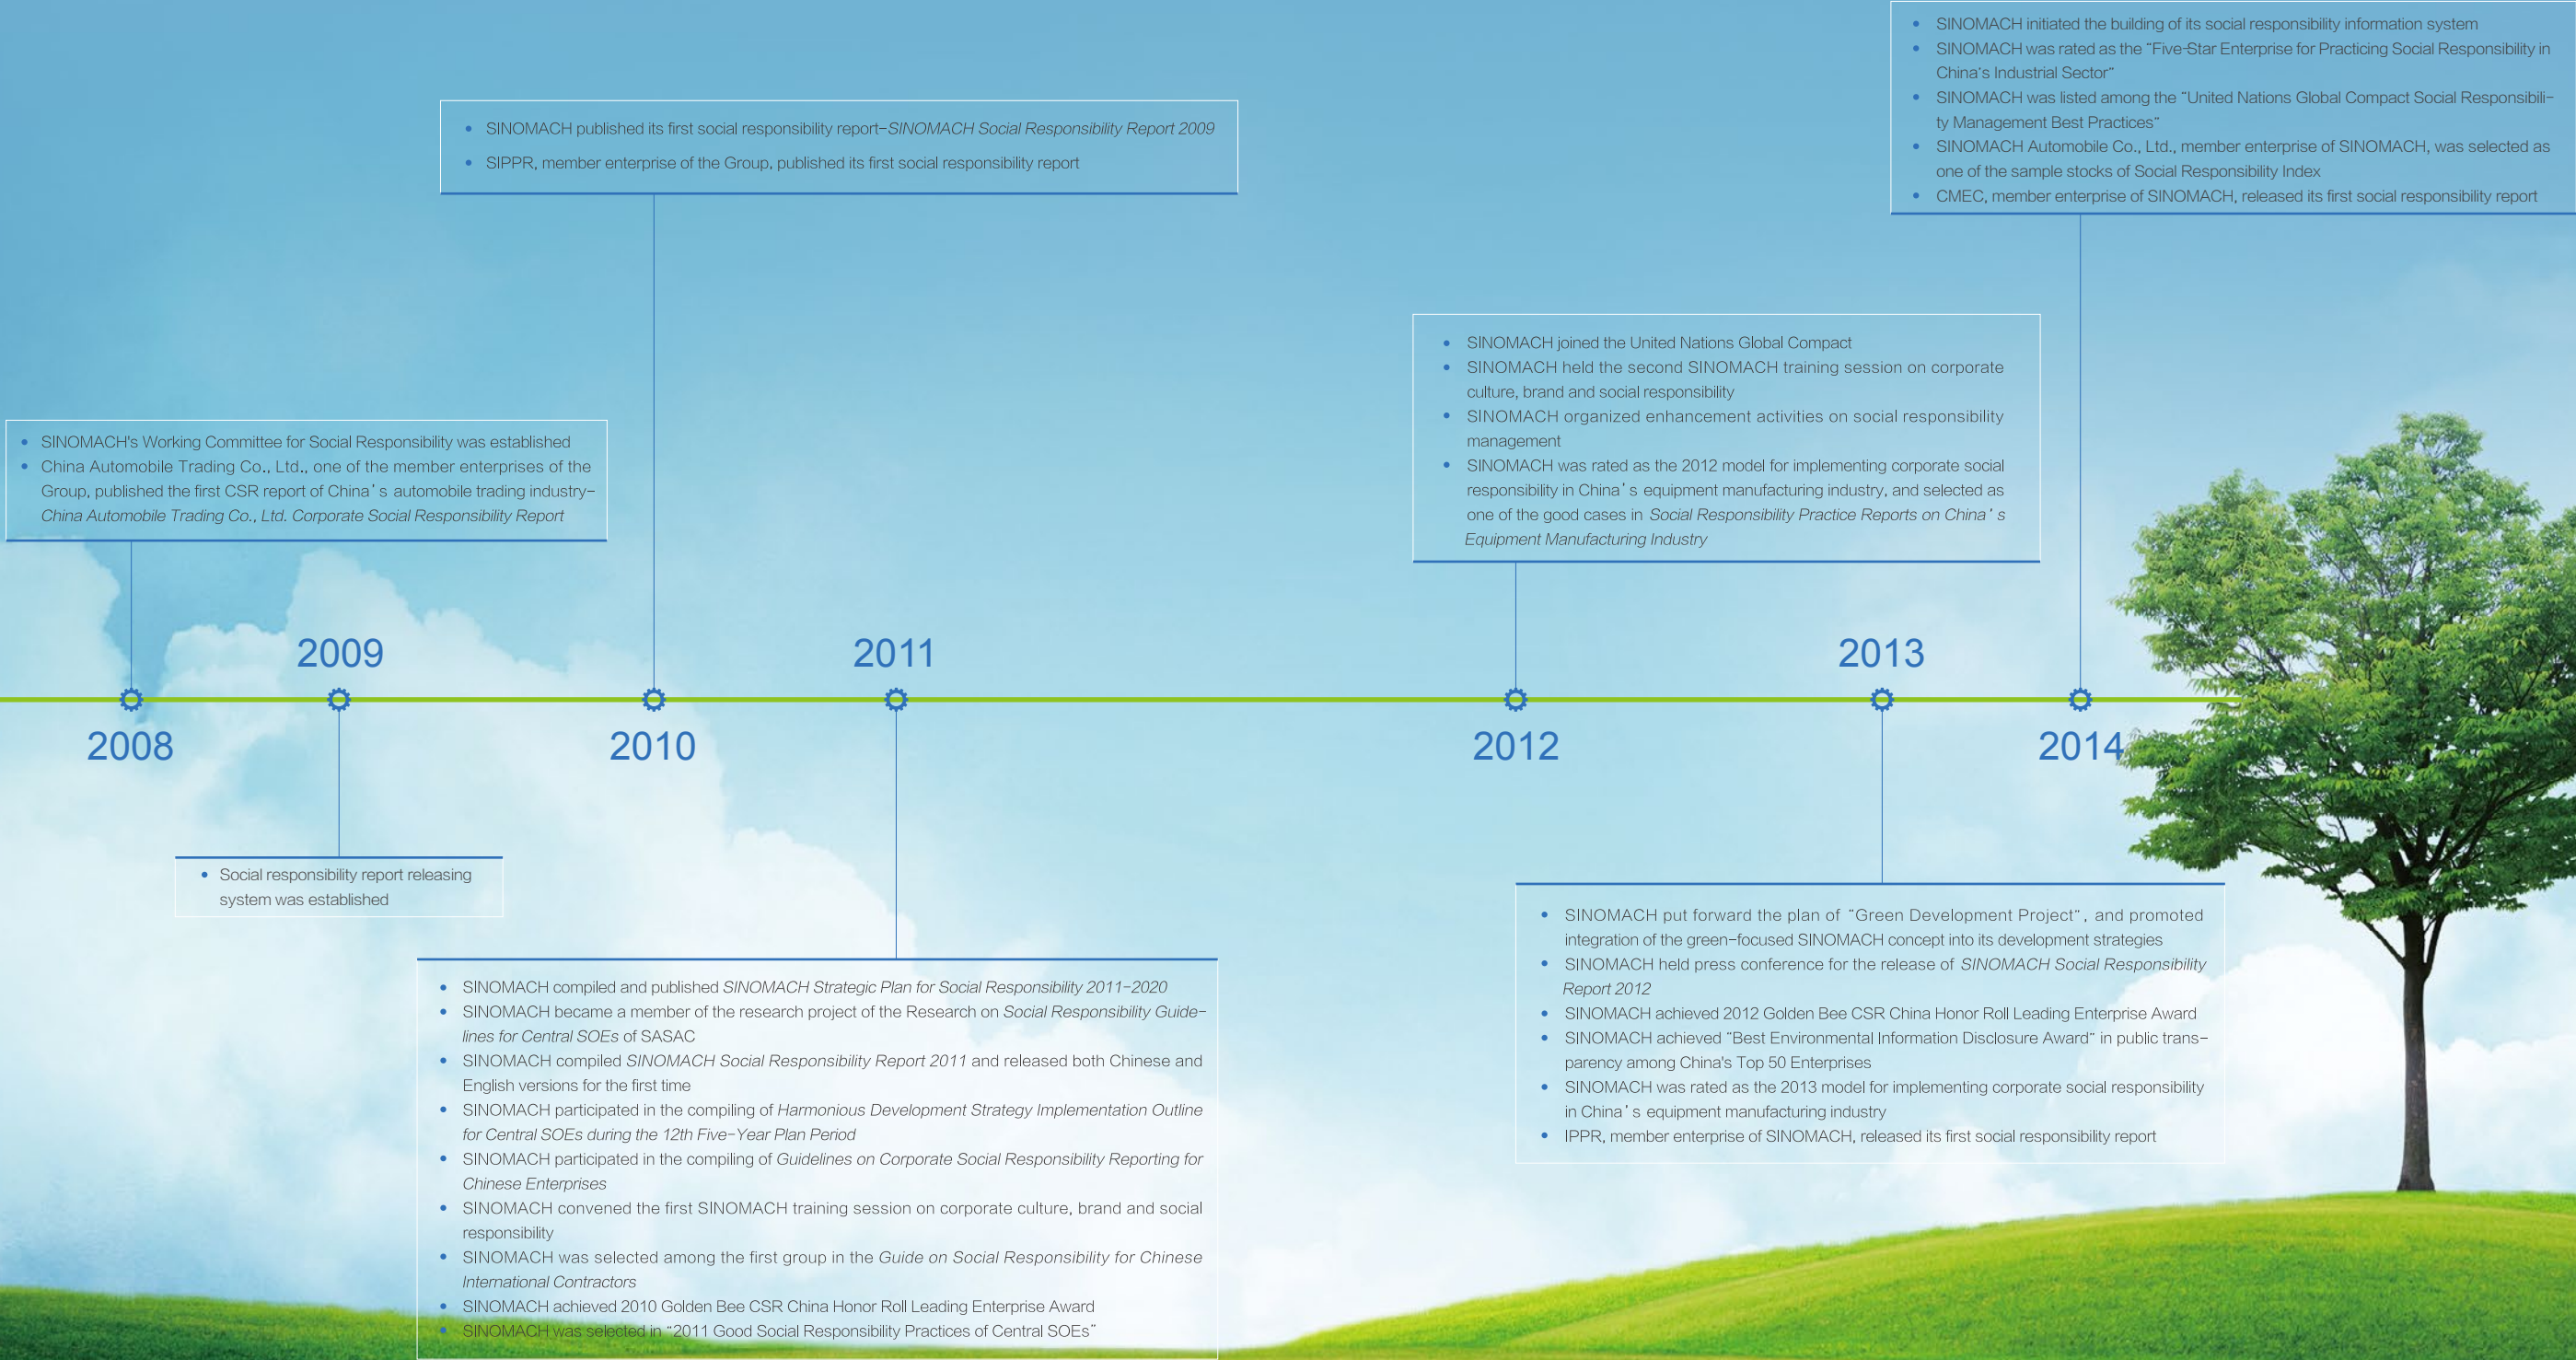 SINOMACH initiated the building of its social responsibility information system
SINOMACH was rated as the "Five-Star Enterprise for Practicing Social Responsibility in
China's Industrial Sector"
SINOMACH was listed among the "United Nations Global Compact Social Responsibili-
ty Management Best Practices"
SINOMACH Automobile Co., Ltd., member enterprise of SINOMACH, was selected as
one of the sample stocks of Social Responsibility Index
CMEC, member enterprise of SINOMACH, released its first social responsibility report
SINOMACH published its first social responsibility report-SINOMACH Social Responsibility Report 2009
SIPPR, member enterprise of the Group, published its first social responsibility report
SINOMACH joined the United Nations Global Compact
SINOMACH held the second SINOMACH training session on corporate
culture, brand and social responsibility
SINOMACH organized enhancement activities on social responsibility
management
SINOMACH was rated as the 2012 model for implementing corporate social
responsibility in China's equipment manufacturing industry, and selected as
one of the good cases in Social Responsibility Practice Reports on China's
Equipment Manufacturing Industry
SINOMACH's Working Committee for Social Responsibility was established
China Automobile Trading Co., Ltd., one of the member enterprises of the
Group, published the first CSR report of China's automobile trading industry-
China Automobile Trading Co., Ltd. Corporate Social Responsibility Report
2009
2011
2013
2008
2010
2012
2014
Social responsibility report releasing
system was established
SINOMACH compiled and published SINOMACH Strategic Plan for Social Responsibility 2011-2020
SINOMACH became a member of the research project of the Research on Social Responsibility Guide-
lines for Central SOEs of SASAC
SINOMACH compiled SINOMACH Social Responsibility Report 2011 and released both Chinese and
English versions for the first time
SINOMACH participated in the compiling of Harmonious Development Strategy Implementation Outline
for Central SOEs during the 12th Five-Year Plan Period
SINOMACH participated in the compiling of Guidelines on Corporate Social Responsibility Reporting for
Chinese Enterprises
SINOMACH convened the first SINOMACH training session on corporate culture, brand and social
responsibility
SINOMACH was selected among the first group in the Guide on Social Responsibility for Chinese
International Contractors
SINOMACH achieved 2010 Golden Bee CSR China Honor Roll Leading Enterprise Award
SINOMACH was selected in "2011 Good Social Responsibility Practices of Central SOEs"
SINOMACH put forward the plan of "Green Development Project", and promoted
integration of the green-focused SINOMACH concept into its development strategies
SINOMACH held press conference for the release of SINOMACH Social Responsibility
Report 2012
SINOMACH achieved 2012 Golden Bee CSR China Honor Roll Leading Enterprise Award
SINOMACH achieved "Best Environmental Information Disclosure Award" in public trans-
parency among China's Top 50 Enterprises
SINOMACH was rated as the 2013 model for implementing corporate social responsibility
in China's equipment manufacturing industry
IPPR, member enterprise of SINOMACH, released its first social responsibility report